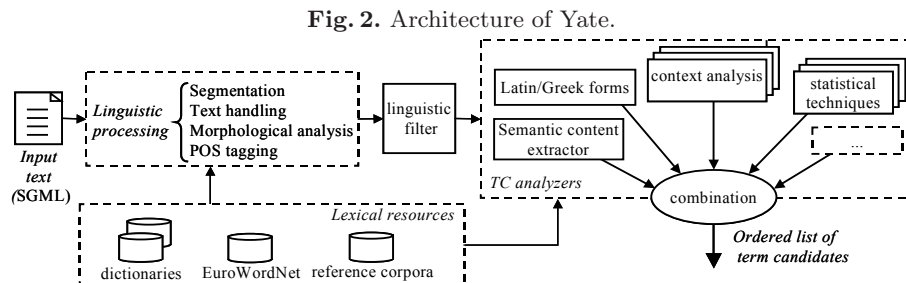 Fig. 2. Architecture of Yate.
Input
text
(SGML)
Linguistic
processing
Segmentation
Text handling
Morphological analysis
POS tagging
linguistic
filter
Latin/Greek forms
context analysis
statistical
techniques
Semantic content
extractor
...
TC analyzers
combination
Lexical resources
dictionaries
EuroWordNet
reference corpora
Ordered list of
term candidates